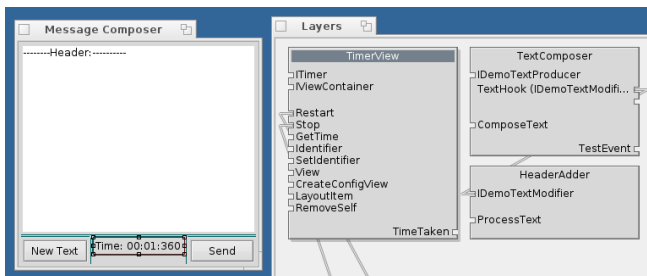 Message Composer
--------Header:----------
New Text
Time: 00:01:360
Send
Layers
TimerView
ITimer
IViewContainer
Restart
Stop
GetTime
Identifier
SetIdentifier
View
CreateConfigView
LayoutItem
RemoveSelf
TimeTaken
TextComposer
IDemoTextProducer
TextHook (IDemoTextModifi...
ComposeText
TestEvent
HeaderAdder
IDemoTextModifier
ProcessText